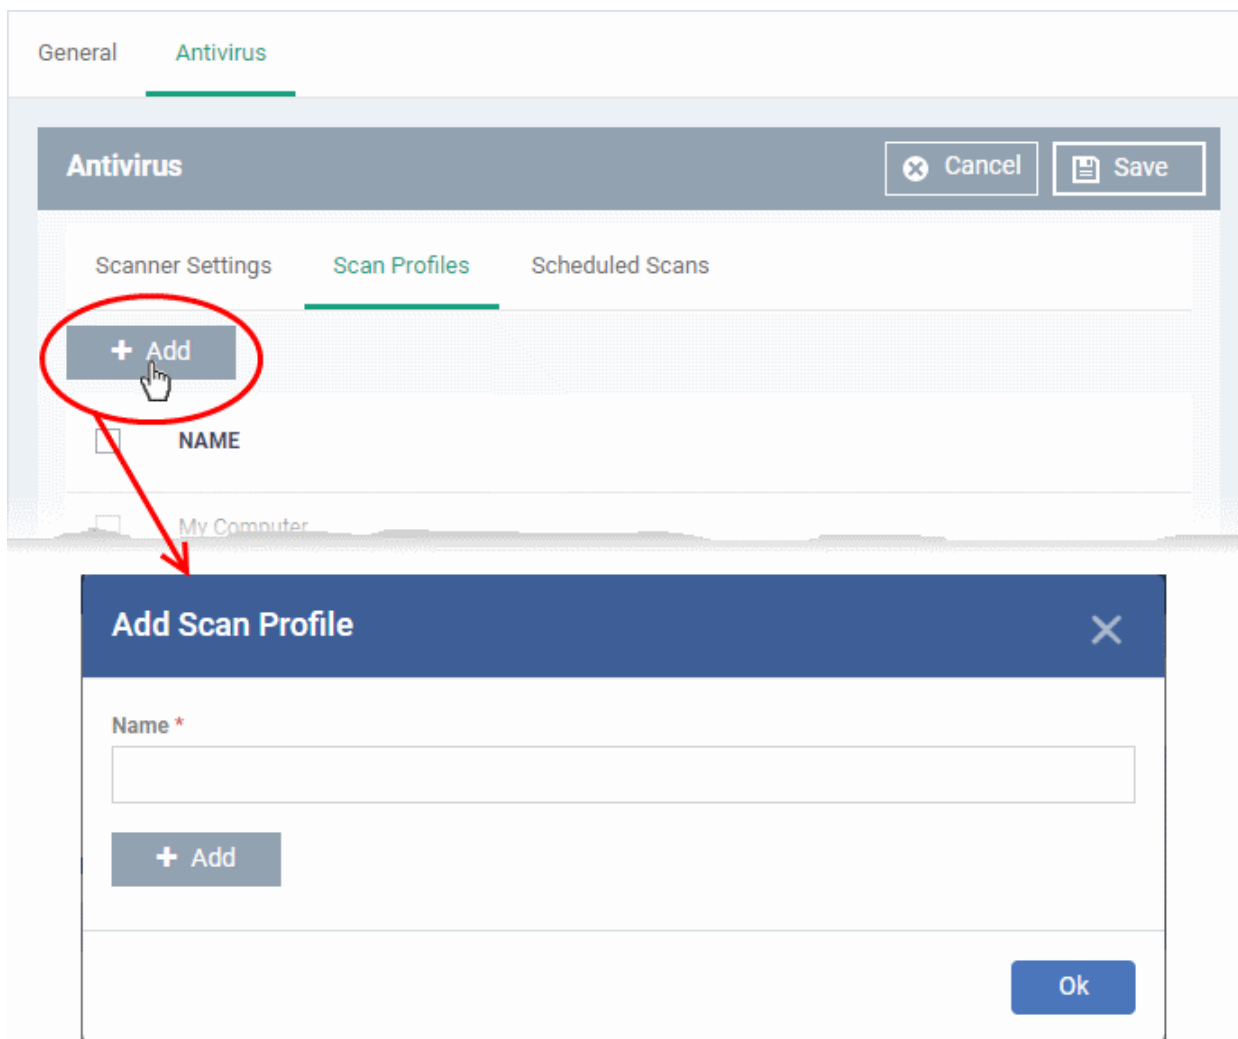 General Antivirus
Antivirus Cancel Save
Scanner Settings Scan Profiles Scheduled Scans
+ Add
NAME
My Computer
Add Scan Profile
Name *
+ Add
Ok